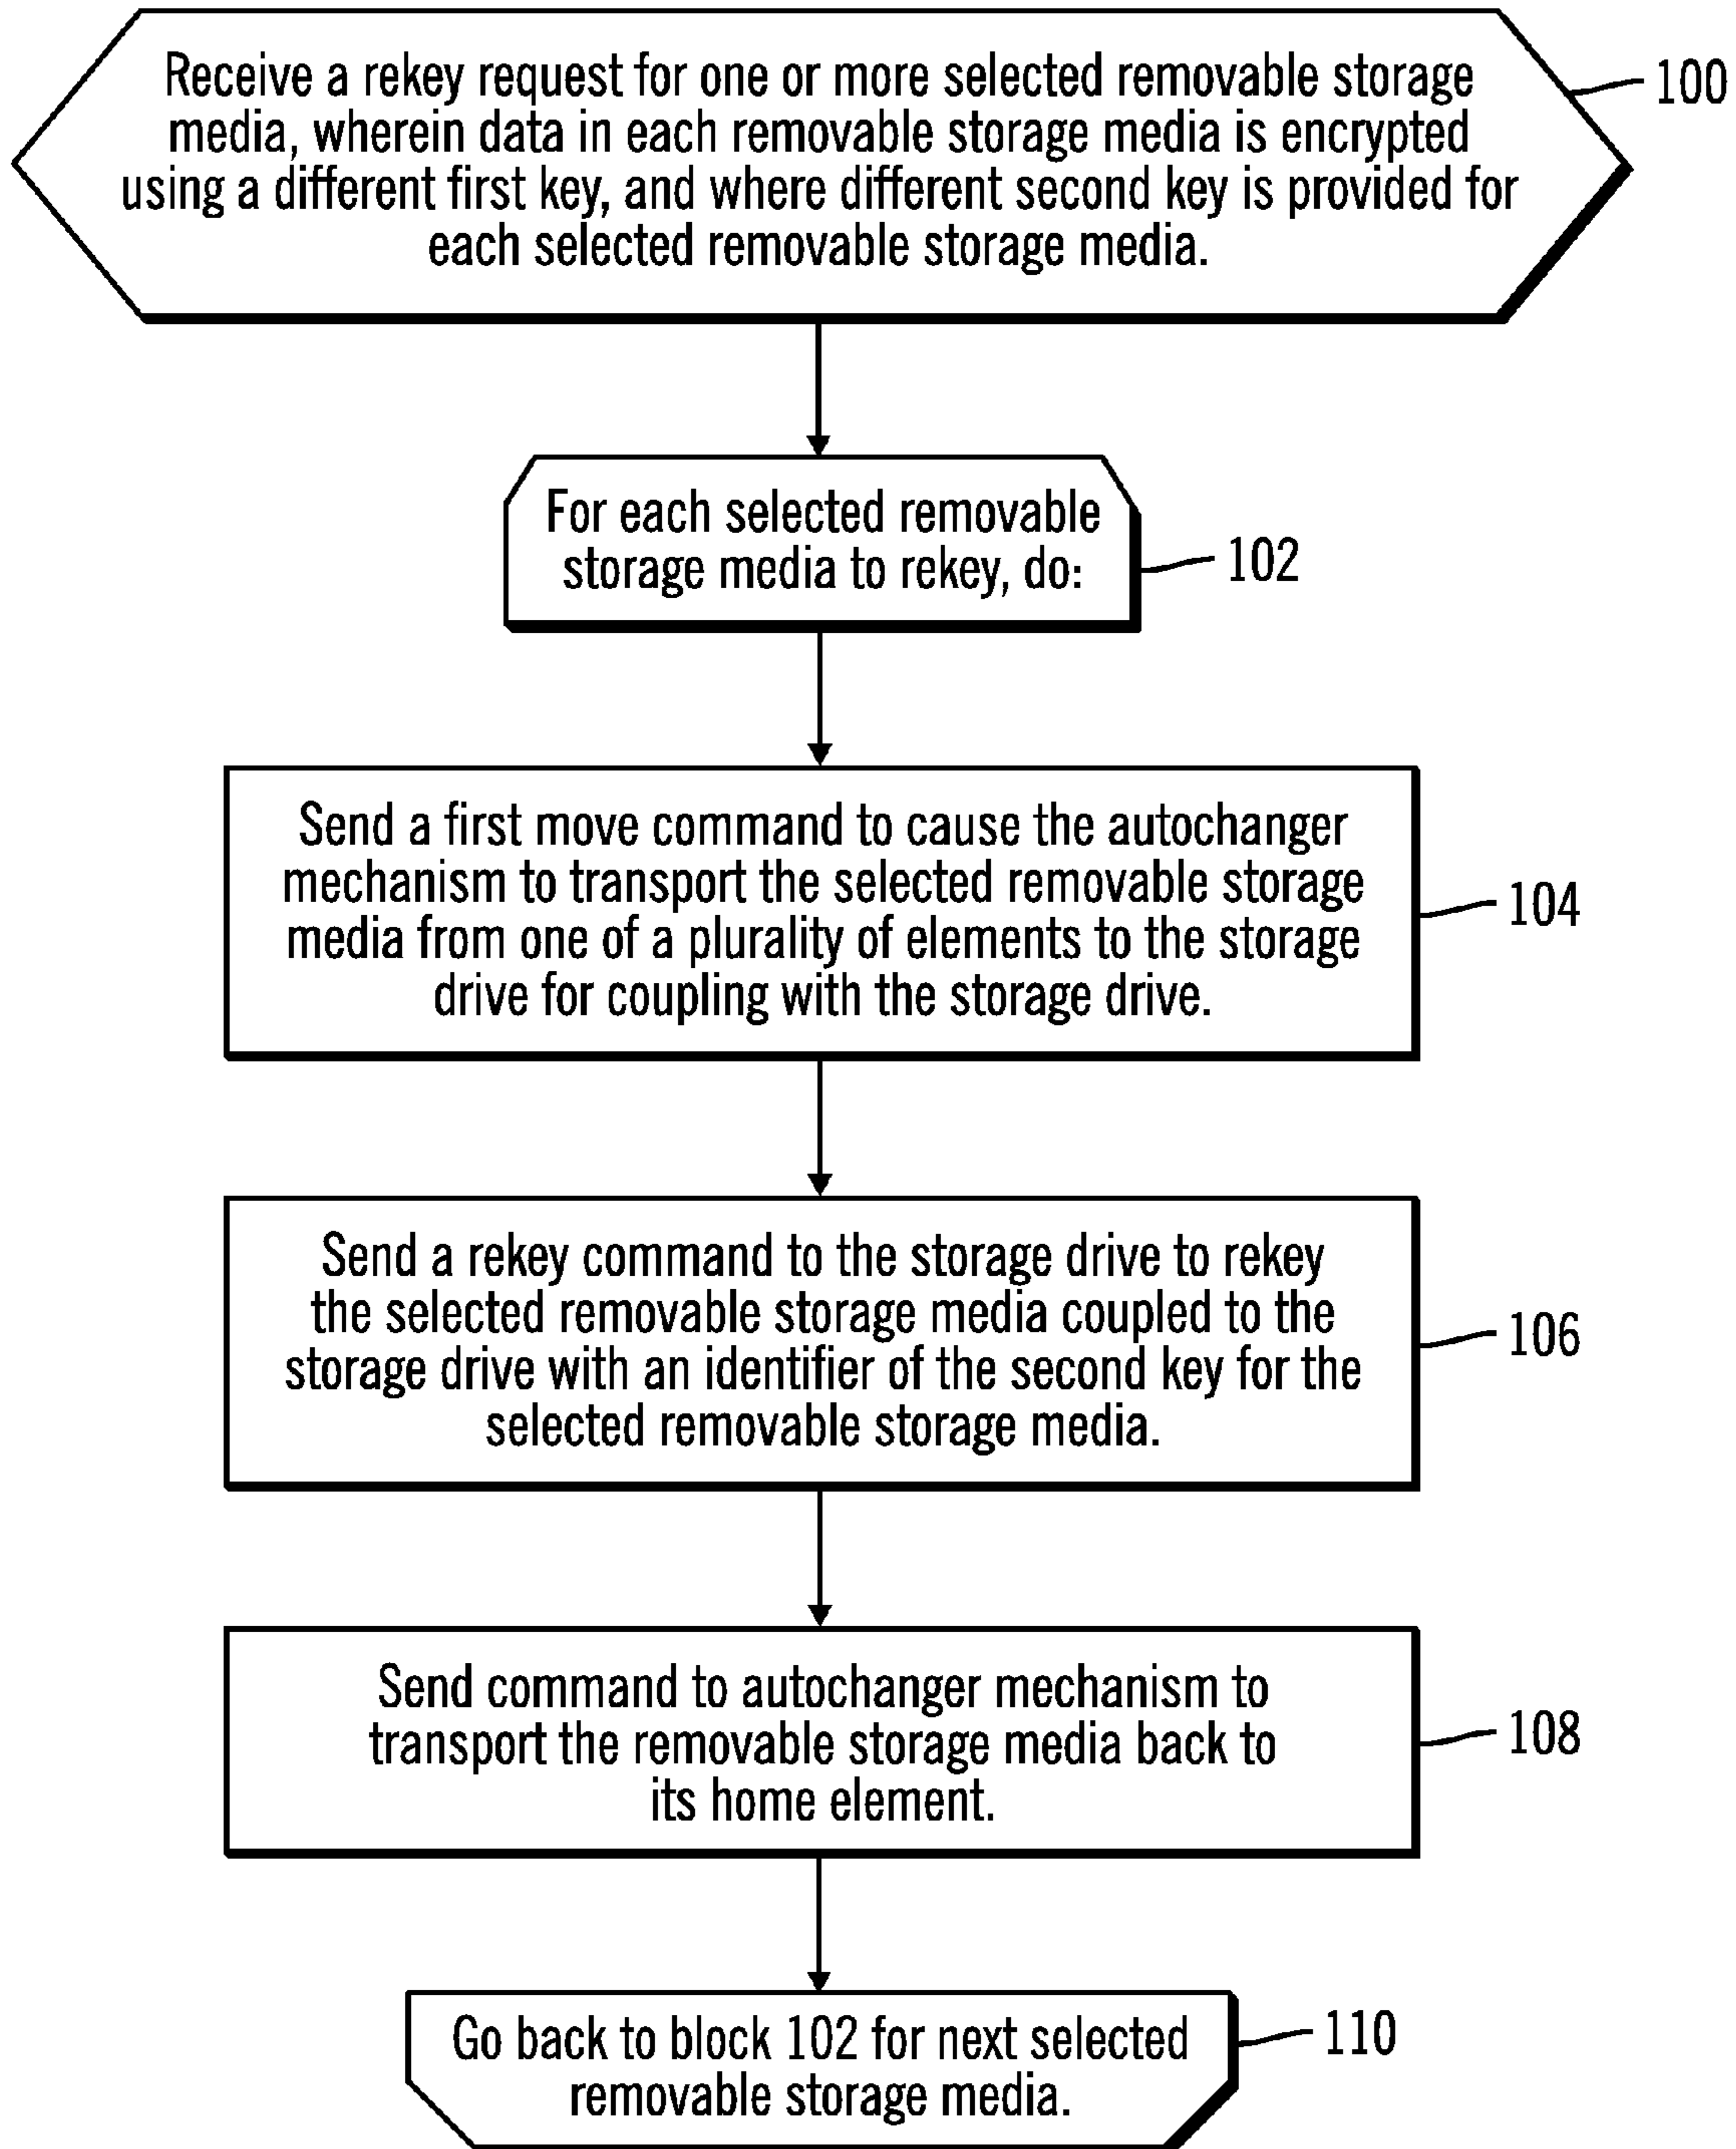 Receive a rekey request for one or more selected removable storage
media, wherein data in each removable storage media is encrypted
using a different first key, and where different second key is provided for
each selected removable storage media.
100
For each selected removable
storage media to rekey, do:
102
Send a first move command to cause the autochanger
mechanism to transport the selected removable storage
media from one of a plurality of elements to the storage
drive for coupling with the storage drive.
104
Send a rekey command to the storage drive to rekey
the selected removable storage media coupled to the
storage drive with an identifier of the second key for the
selected removable storage media.
106
Send command to autochanger mechanism to
transport the removable storage media back to
its home element.
108
Go back to block 102 for next selected
removable storage media.
110